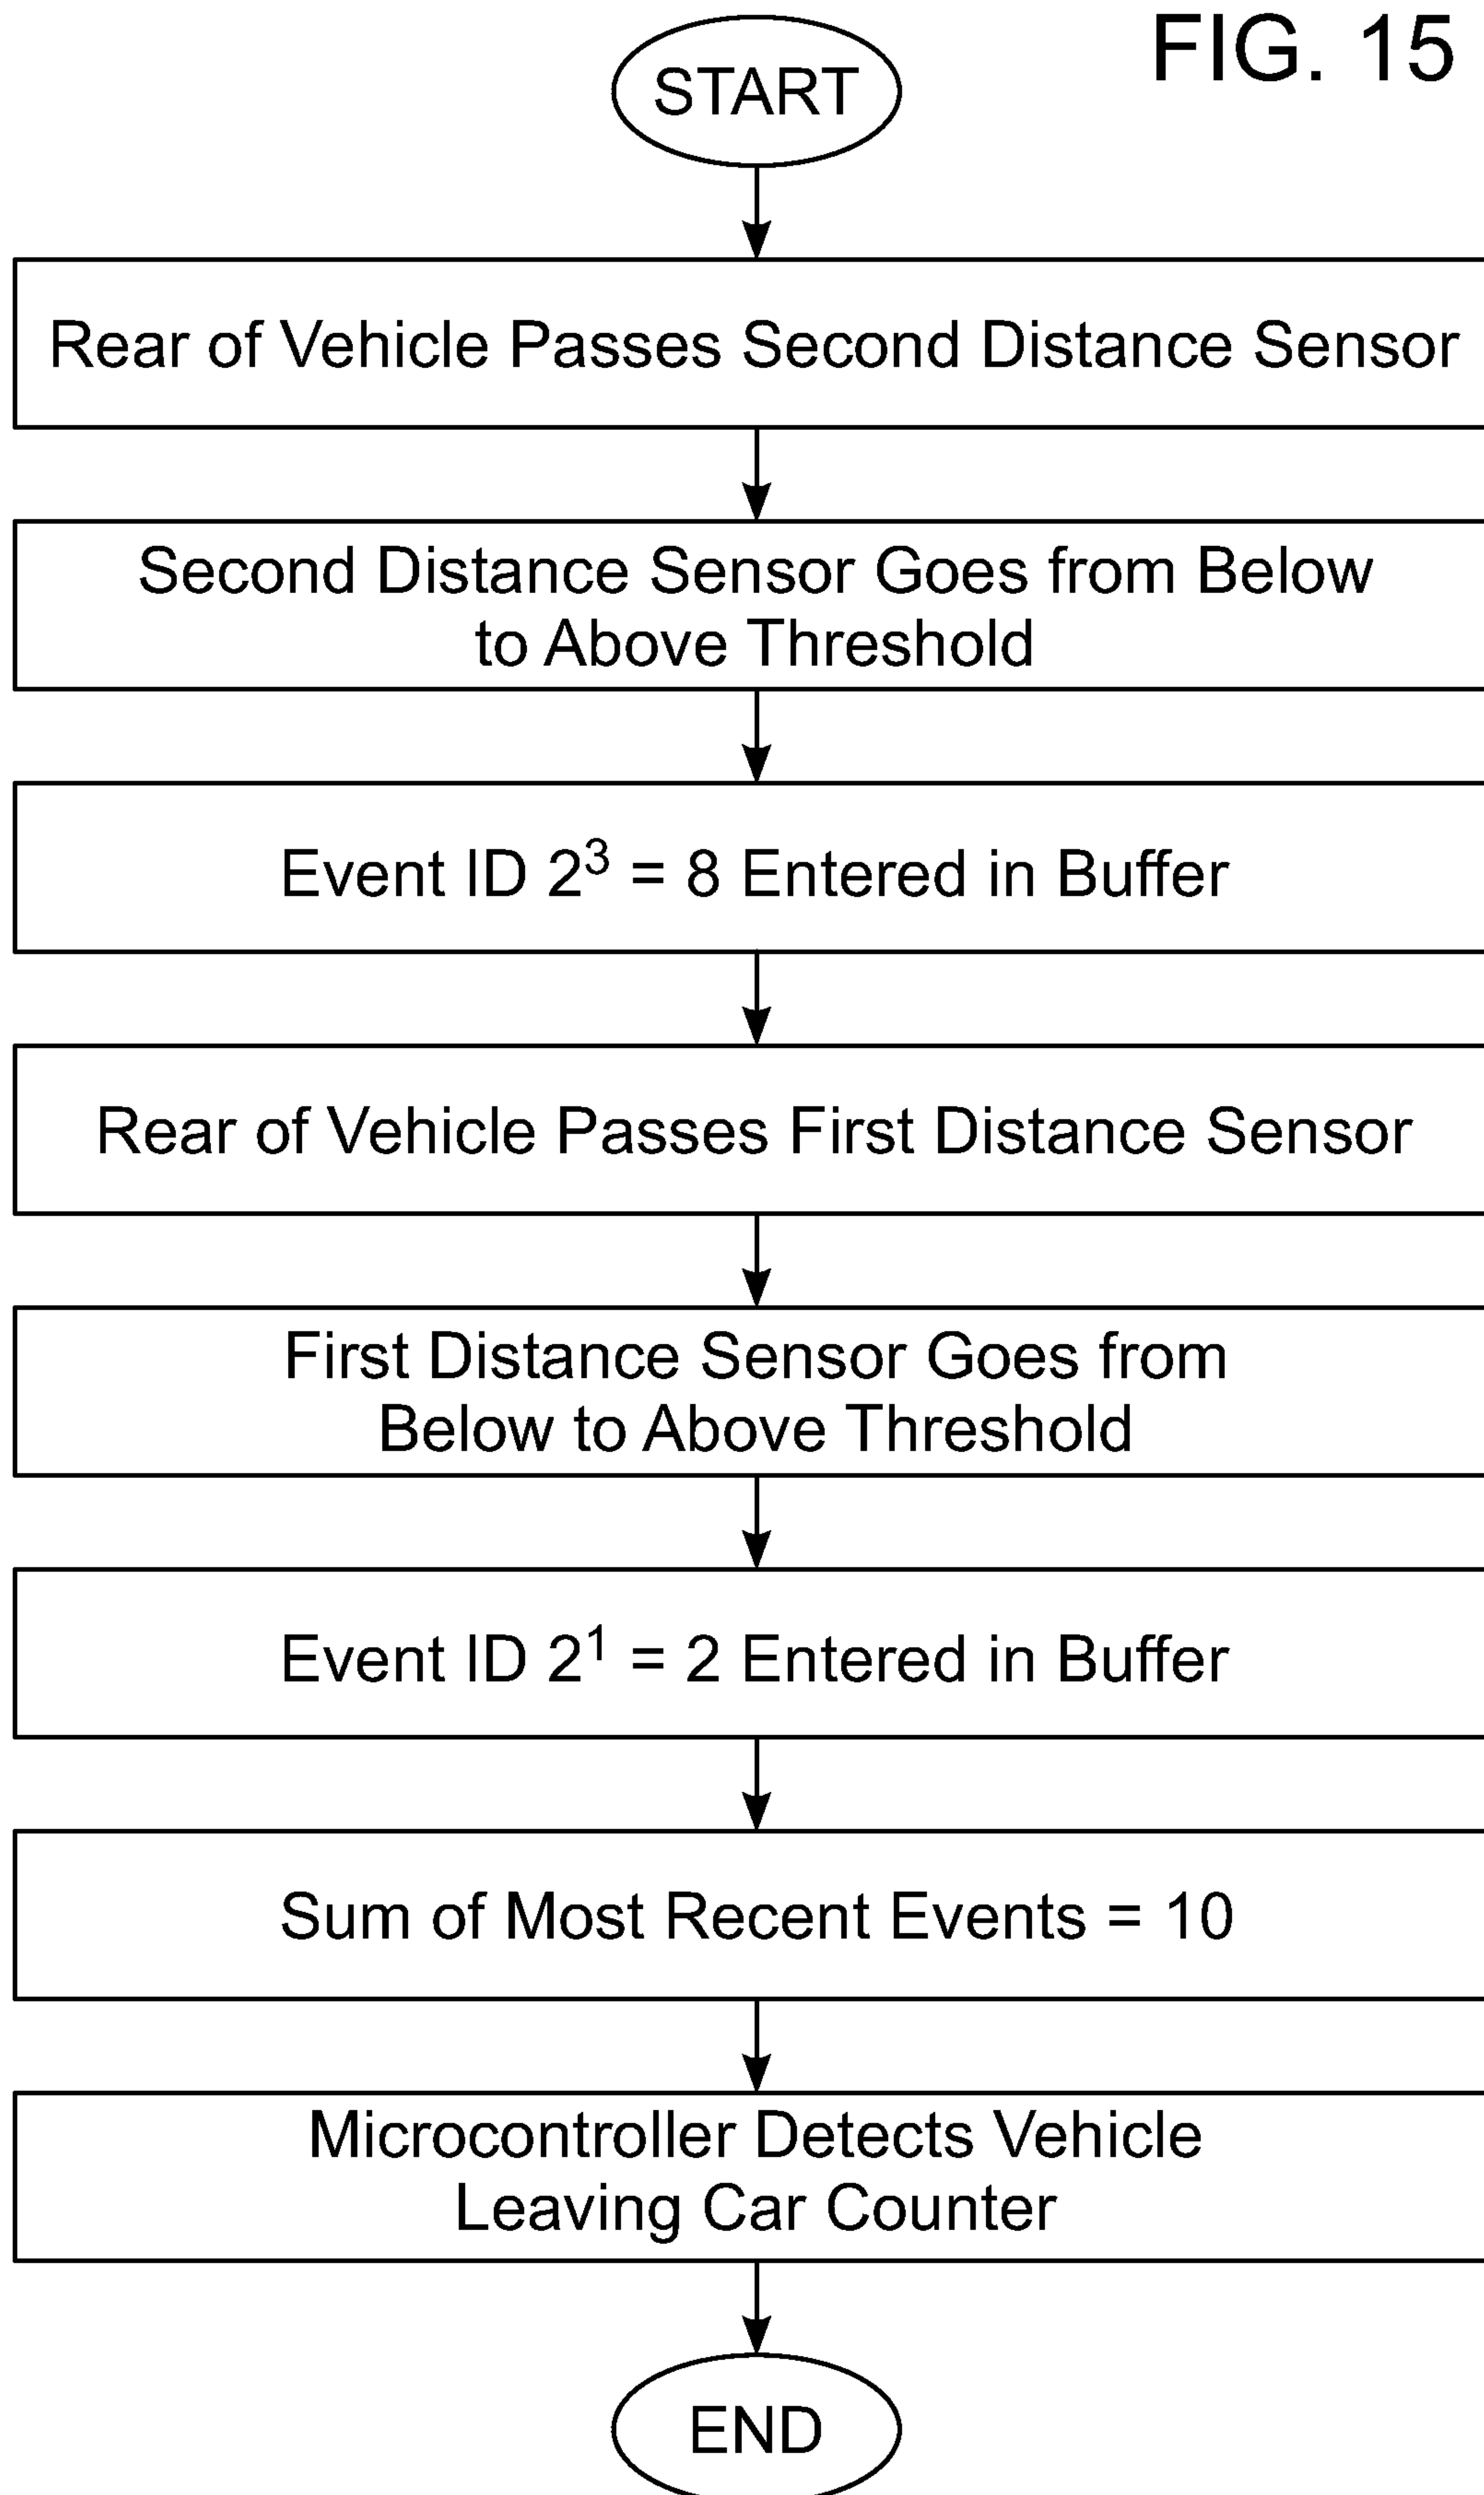 FIG. 15
START
Rear of Vehicle Passes Second Distance Sensor
Second Distance Sensor Goes from Below
to Above Threshold
Event ID 2³ = 8 Entered in Buffer
Rear of Vehicle Passes First Distance Sensor
First Distance Sensor Goes from
Below to Above Threshold
Event ID 2¹ = 2 Entered in Buffer
Sum of Most Recent Events = 10
Microcontroller Detects Vehicle
Leaving Car Counter
END